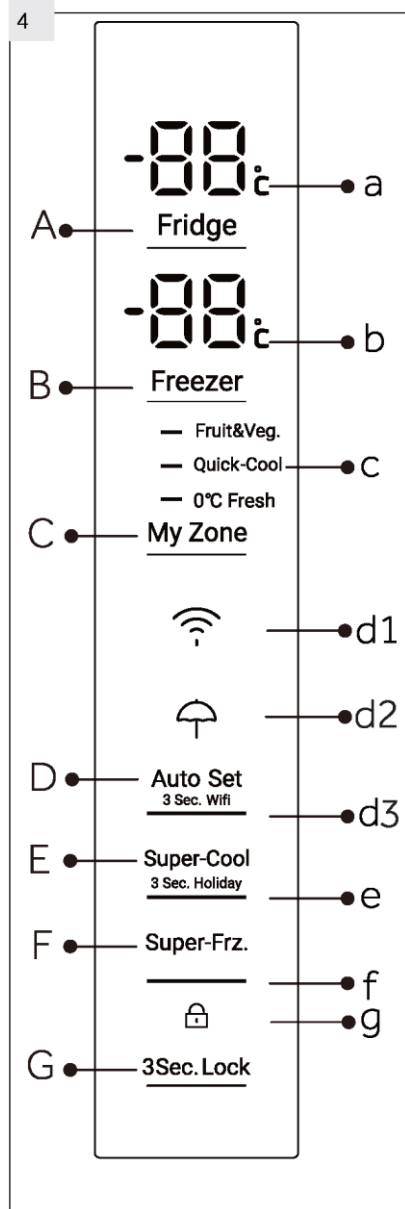 4
-88°c
a
A
Fridge
-88°c
b
B
Freezer
Fruit&Veg.
Quick-Cool
c
0°C Fresh
C
My Zone
d1
d2
D
Auto Set
3 Sec. Wifi
d3
E
Super-Cool
3 Sec. Holiday
e
F
Super-Frz.
f
g
G
3Sec.Lock